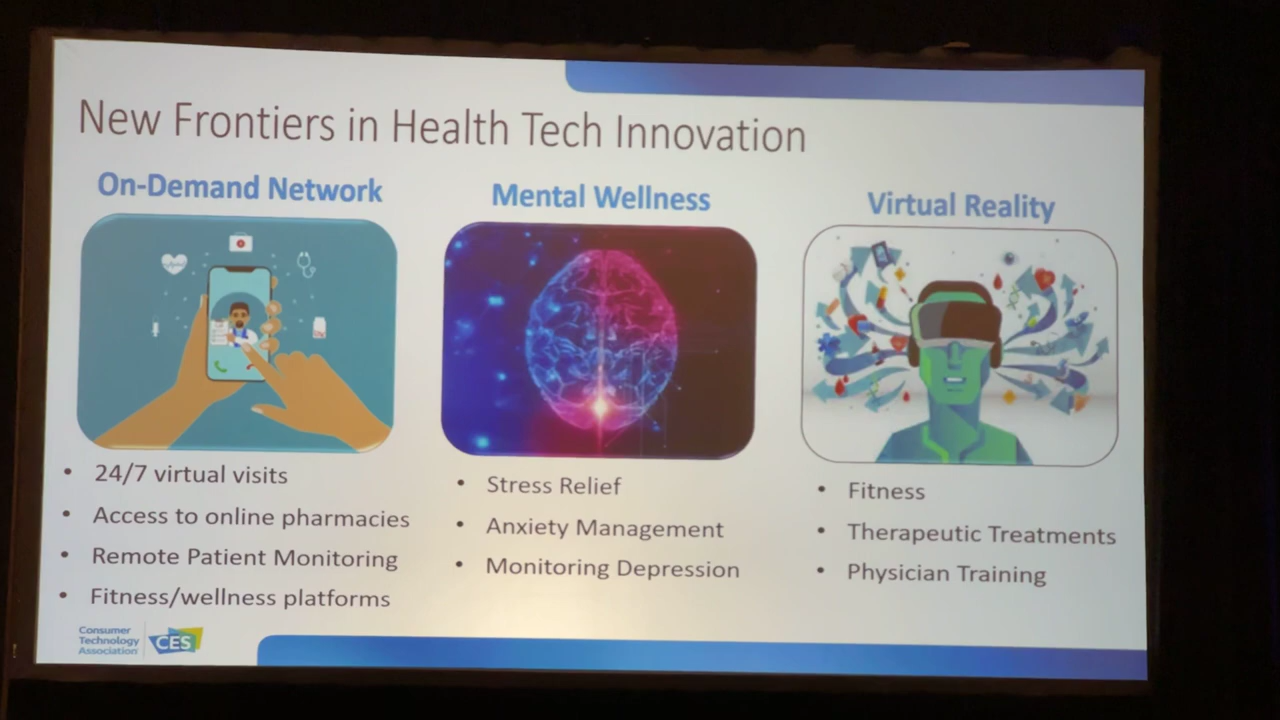 New Frontiers in Health Tech Innovation
On-Demand Network
24/7 virtual visits
Access to online pharmacies
Remote Patient Monitoring
Fitness/wellness platforms
Mental Wellness
Stress Relief
Anxiety Management
Monitoring Depression
Virtual Reality
Fitness
Therapeutic Treatments
Physician Training
Consumer
Technology
Association
CES